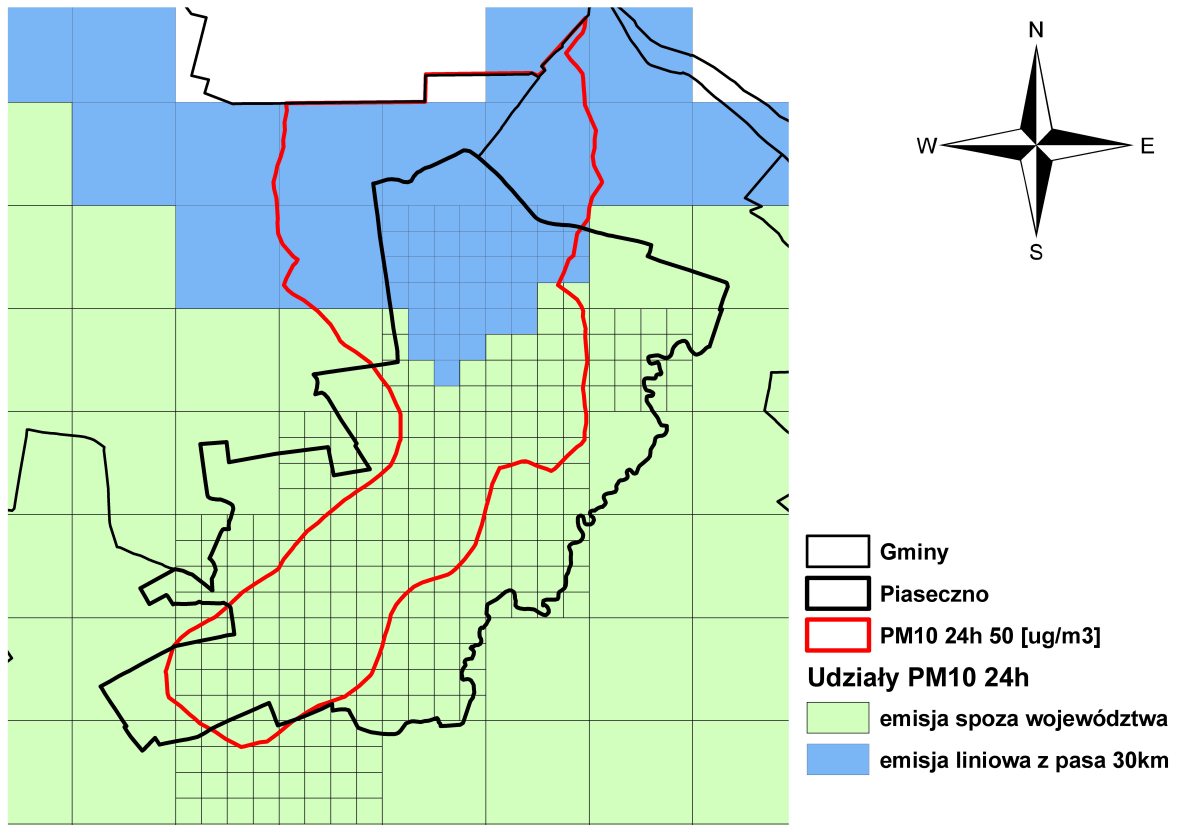 N
W
E
S
Gminy
Piaseczno
PM10 24h 50 [ug/m3]
Udziały PM10 24h
emisja spoza województwa
emisja liniowa z pasa 30km